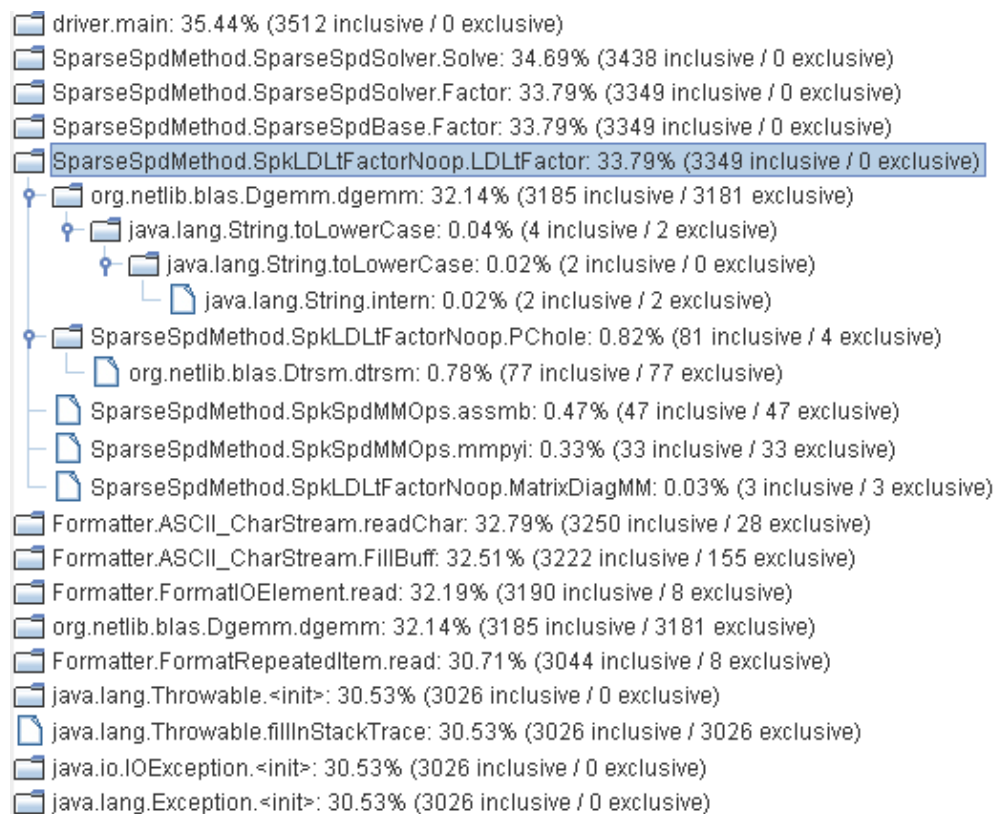 driver.main: 35.44% (3512 inclusive / 0 exclusive)
SparseSpdMethod.SparseSpdSolver.Solve: 34.69% (3438 inclusive / 0 exclusive)
SparseSpdMethod.SparseSpdSolver.Factor: 33.79% (3349 inclusive / 0 exclusive)
SparseSpdMethod.SparseSpdBase.Factor: 33.79% (3349 inclusive / 0 exclusive)
SparseSpdMethod.SpkLDLtFactorNoop.LDLtFactor: 33.79% (3349 inclusive / 0 exclusive)
org.netlib.blas.Dgemm.dgemm: 32.14% (3185 inclusive / 3181 exclusive)
java.lang.String.toLowerCase: 0.04% (4 inclusive / 2 exclusive)
java.lang.String.toLowerCase: 0.02% (2 inclusive / 0 exclusive)
java.lang.String.intern: 0.02% (2 inclusive / 2 exclusive)
SparseSpdMethod.SpkLDLtFactorNoop.PChole: 0.82% (81 inclusive / 4 exclusive)
org.netlib.blas.Dtrsm.dtrsm: 0.78% (77 inclusive / 77 exclusive)
SparseSpdMethod.SpkSpdMMOps.assmb: 0.47% (47 inclusive / 47 exclusive)
SparseSpdMethod.SpkSpdMMOps.mmpyi: 0.33% (33 inclusive / 33 exclusive)
SparseSpdMethod.SpkLDLtFactorNoop.MatrixDiagMM: 0.03% (3 inclusive / 3 exclusive)
Formatter.ASCII_CharStream.readChar: 32.79% (3250 inclusive / 28 exclusive)
Formatter.ASCII_CharStream.FillBuff: 32.51% (3222 inclusive / 155 exclusive)
Formatter.FormatIOElement.read: 32.19% (3190 inclusive / 8 exclusive)
org.netlib.blas.Dgemm.dgemm: 32.14% (3185 inclusive / 3181 exclusive)
Formatter.FormatRepeatedItem.read: 30.71% (3044 inclusive / 8 exclusive)
java.lang.Throwable.<init>: 30.53% (3026 inclusive / 0 exclusive)
java.lang.Throwable.fillInStackTrace: 30.53% (3026 inclusive / 3026 exclusive)
java.io.IOException.<init>: 30.53% (3026 inclusive / 0 exclusive)
java.lang.Exception.<init>: 30.53% (3026 inclusive / 0 exclusive)